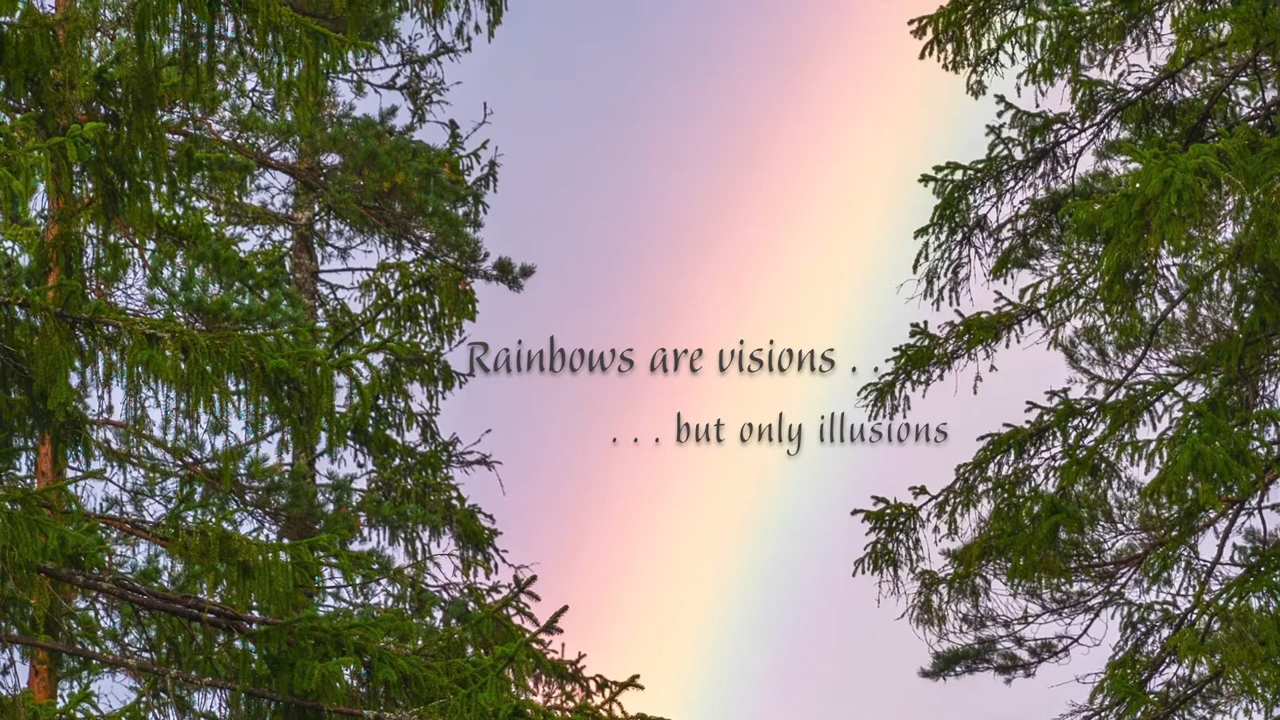 Rainbows are visions . .
. . . but only illusions